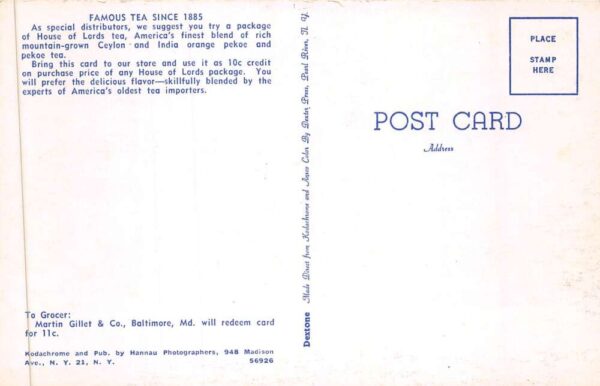 FAMOUS TEA SINCE 1885
As special distributors, we suggest you try a package
of House of Lords tea, America's finest blend of rich
mountain-grown Ceylon and India orange pekoe and
pekoe tea.
Bring this card to our store and use it as 10c credit
on purchase price of any House of Lords package. You
will prefer the delicious flavor—skillfully blended by the
experts of America's oldest tea importers.
To Grocer:
Martin Gillet & Co., Baltimore, Md. will redeem card
for 11c.
Kodachrome and Pub. by Hannau Photographers, 948 Madison
Ave., N. Y. 21, N. Y. 56926
Dextone Made Direct from Kodachrome and Ansco Color By Dexter Press, Pearl River, N. Y.
PLACE
STAMP
HERE
POST CARD
Address